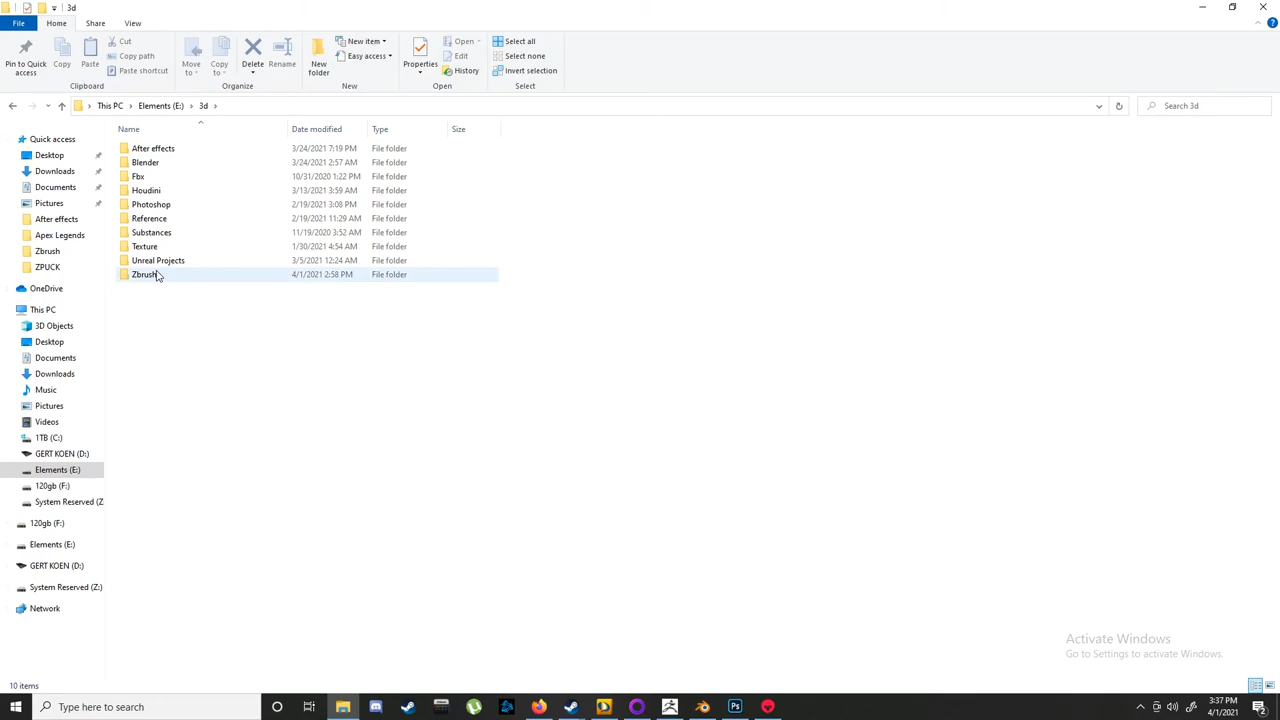 3d
File Home Share View
Pin to Quick access
Copy
Paste
Cut
Copy path
Paste shortcut
Clipboard
Move to
Copy to
Delete
Rename
Organize
New folder
New item
Easy access
New
Properties
Open
Edit
History
Open
Select all
Select none
Invert selection
Select
This PC Elements (E:) 3d
Search 3d
Name Date modified Type Size
After effects 3/24/2021 7:19 PM File folder
Blender 3/24/2021 2:57 AM File folder
Fbx 10/31/2020 1:22 PM File folder
Houdini 3/13/2021 3:59 AM File folder
Photoshop 2/19/2021 3:08 PM File folder
Reference 2/19/2021 11:29 AM File folder
Substances 11/19/2020 3:52 AM File folder
Texture 1/30/2021 4:54 AM File folder
Unreal Projects 3/5/2021 12:24 AM File folder
Zbrush 4/1/2021 2:58 PM File folder
Quick access
Desktop
Downloads
Documents
Pictures
After effects
Apex Legends
Zbrush
ZPUCK
OneDrive
This PC
3D Objects
Desktop
Documents
Downloads
Music
Pictures
Videos
1TB (C:)
GERT KOEN (D:)
Elements (E:)
120gb (F:)
System Reserved (Z
120gb (F:)
Elements (E:)
GERT KOEN (D:)
System Reserved (Z:)
Network
Activate Windows
Go to Settings to activate Windows.
10 items
Type here to search
Ps
3:37 PM
4/1/2021
2